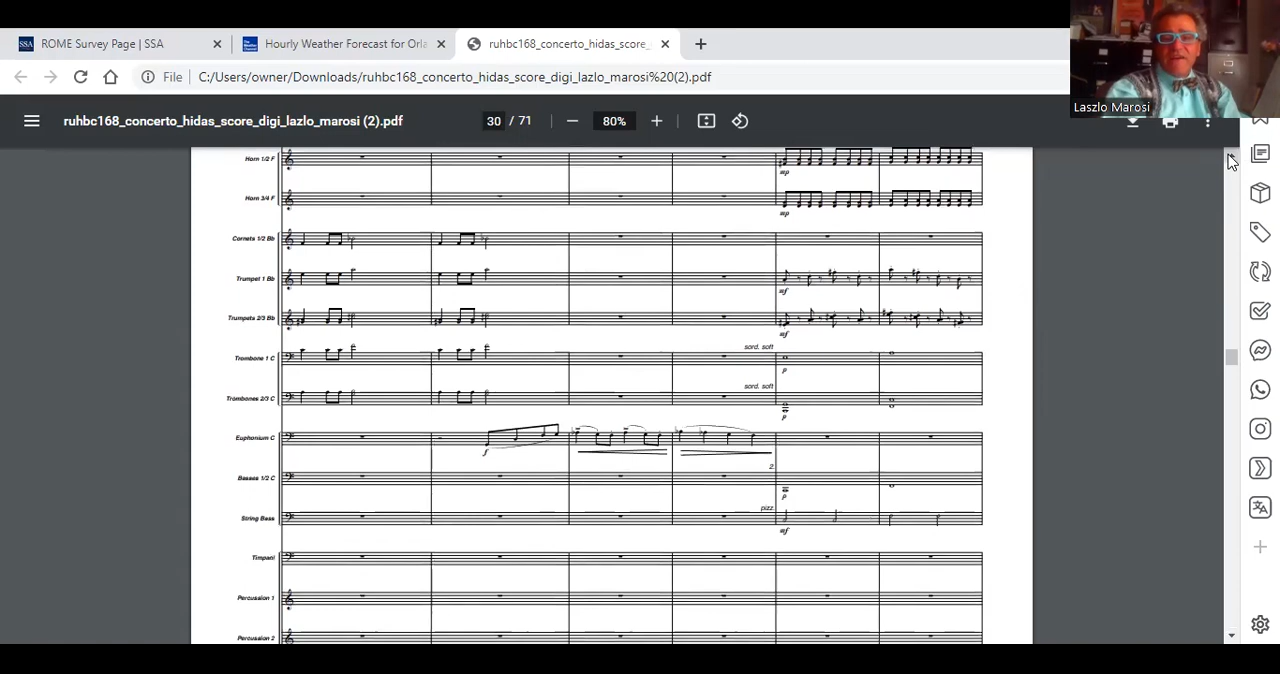 SSA ROME Survey Page | SSA
Hourly Weather Forecast for Orla
ruhbc168_concerto_hidas_score_
File C:/Users/owner/Downloads/ruhbc168_concerto_hidas_score_digi_lazlo_marosi%20(2).pdf
Laszlo Marosi
ruhbc168_concerto_hidas_score_digi_lazlo_marosi (2).pdf
30 / 71
80%
Horn 1/2 F
mp
Horn 3/4 F
mp
Cornets 1/2 Bb
Trumpet 1 Bb
mf
Trumpets 2/3 Bb
mf
sord. soft
Trombone 1 C
p
sord. soft
Trombones 2/3 C
p
Euphonium C
f
2.
Basses 1/2 C
p
pizz.
String Bass
mf
Timpani
Percussion 1
Percussion 2